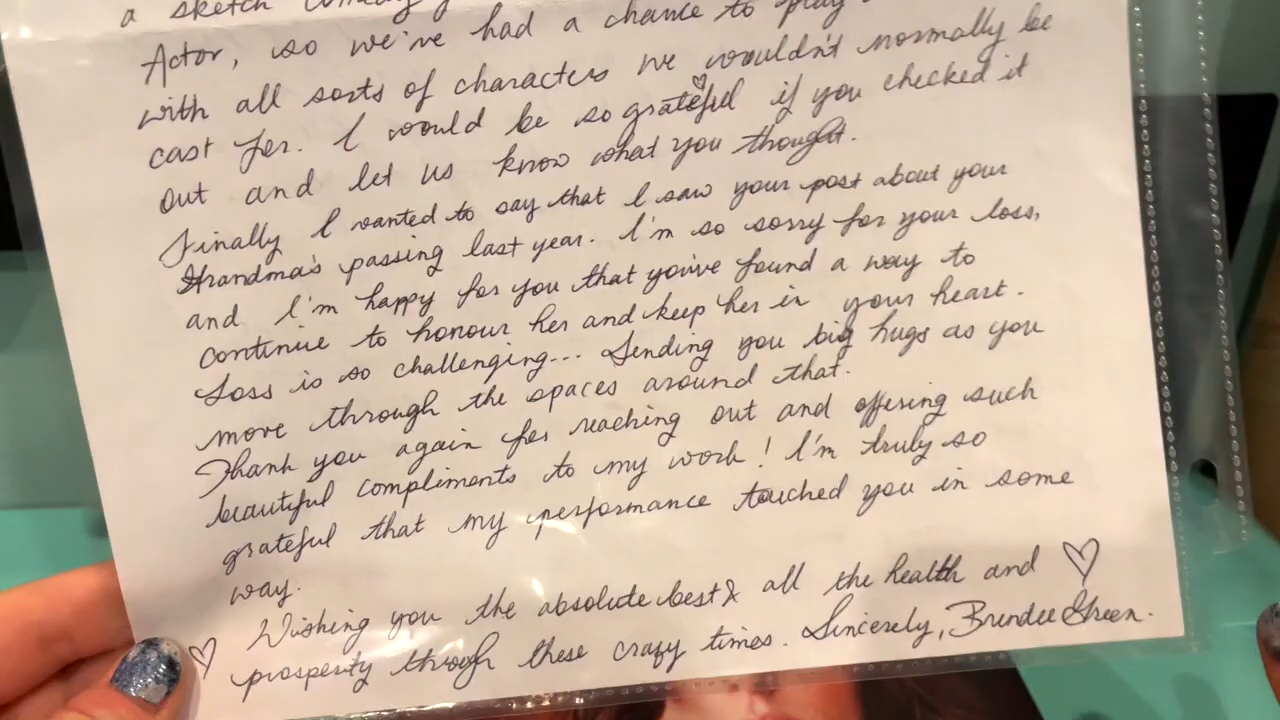 a sketch comedy
Actor, so we've had a chance to play
with all sorts of characters we wouldn't normally be
cast for. I would be so grateful if you checked it
out and let us know what you thought.
Finally I wanted to say that I saw your post about your
Grandma's passing last year. I'm so sorry for your loss,
and I'm happy for you that you've found a way to
continue to honour her and keep her in your heart.
Loss is so challenging... Sending you big hugs as you
move through the spaces around that.
Thank you again for reaching out and offering such
beautiful compliments to my work! I'm truly so
grateful that my performance touched you in some
way.
Wishing you the absolute best & all the health and
prosperity through these crazy times. Sincerely, Brendee Green.